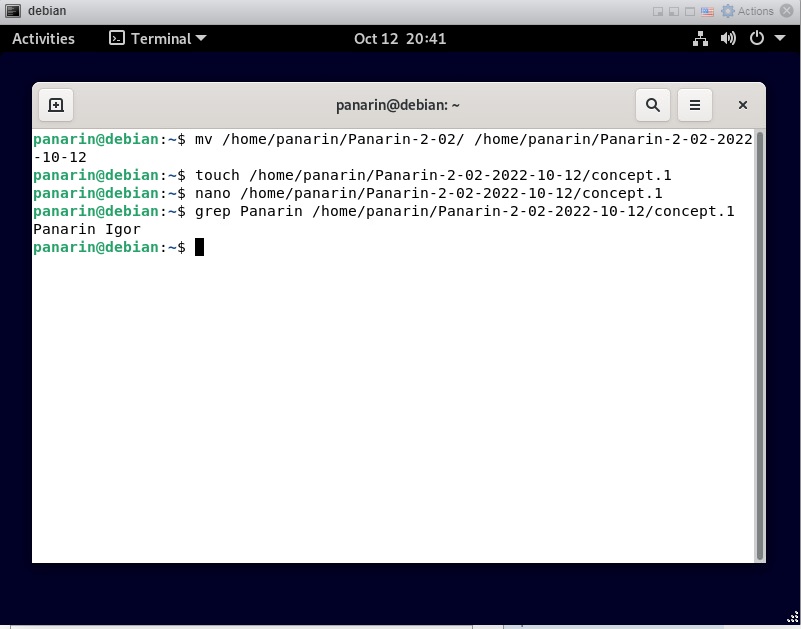 debian
Actions
Activities
Terminal
Oct 12 20:41
panarin@debian: ~
panarin@debian:~$ mv /home/panarin/Panarin-2-02/ /home/panarin/Panarin-2-02-2022
-10-12
panarin@debian:~$ touch /home/panarin/Panarin-2-02-2022-10-12/concept.1
panarin@debian:~$ nano /home/panarin/Panarin-2-02-2022-10-12/concept.1
panarin@debian:~$ grep Panarin /home/panarin/Panarin-2-02-2022-10-12/concept.1
Panarin Igor
panarin@debian:~$